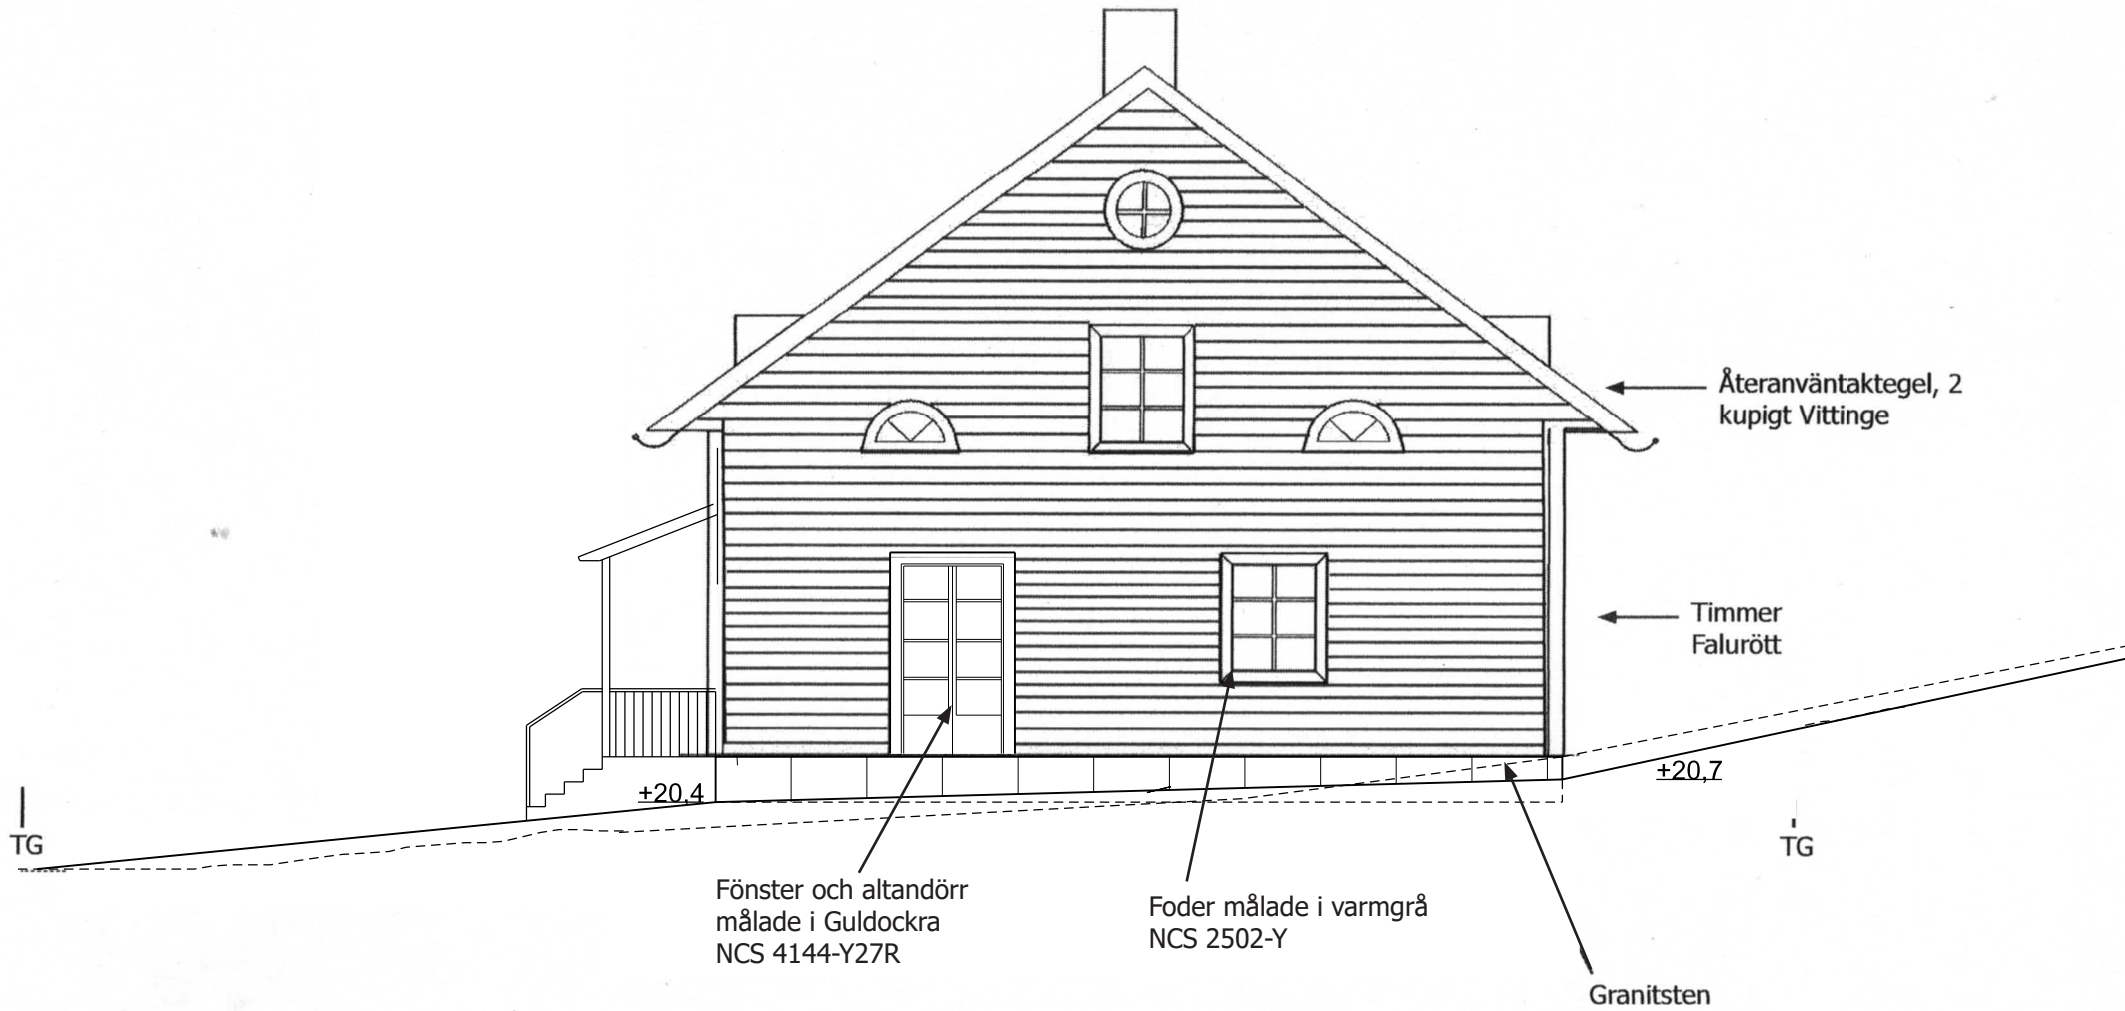 Återanväntaktegel, 2
kupigt Vittinge
Timmer
Falurött
+20,4
+20,7
TG
TG
Fönster och altandörr
målade i Guldockra
NCS 4144-Y27R
Foder målade i varmgrå
NCS 2502-Y
Granitsten